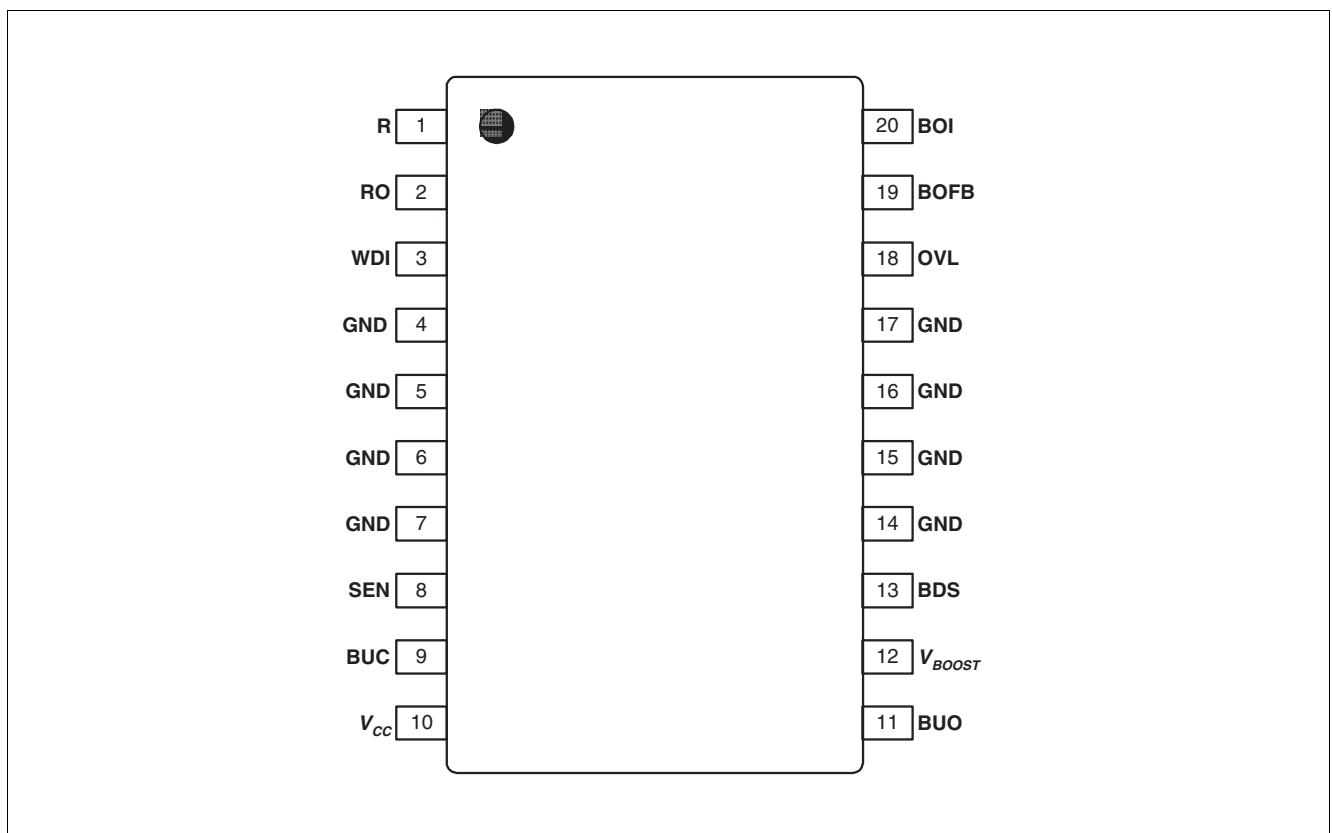 R 1 20 BOI
RO 2 19 BOFB
WDI 3 18 OVL
GND 4 17 GND
GND 5 16 GND
GND 6 15 GND
GND 7 14 GND
SEN 8 13 BDS
BUC 9 12 VBOOST
VCC 10 11 BUO